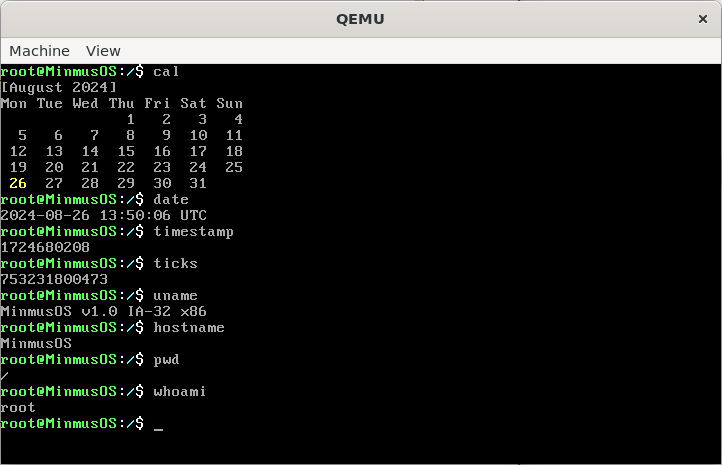 QEMU ×
Machine View
root@MinmusOS:/$ cal
[August 2024]
Mon Tue Wed Thu Fri Sat Sun
              1   2   3   4
  5   6   7   8   9  10  11
 12  13  14  15  16  17  18
 19  20  21  22  23  24  25
 26  27  28  29  30  31
root@MinmusOS:/$ date
2024-08-26 13:50:06 UTC
root@MinmusOS:/$ timestamp
1724680208
root@MinmusOS:/$ ticks
753231800473
root@MinmusOS:/$ uname
MinmusOS v1.0 IA-32 x86
root@MinmusOS:/$ hostname
MinmusOS
root@MinmusOS:/$ pwd
/
root@MinmusOS:/$ whoami
root
root@MinmusOS:/$ _